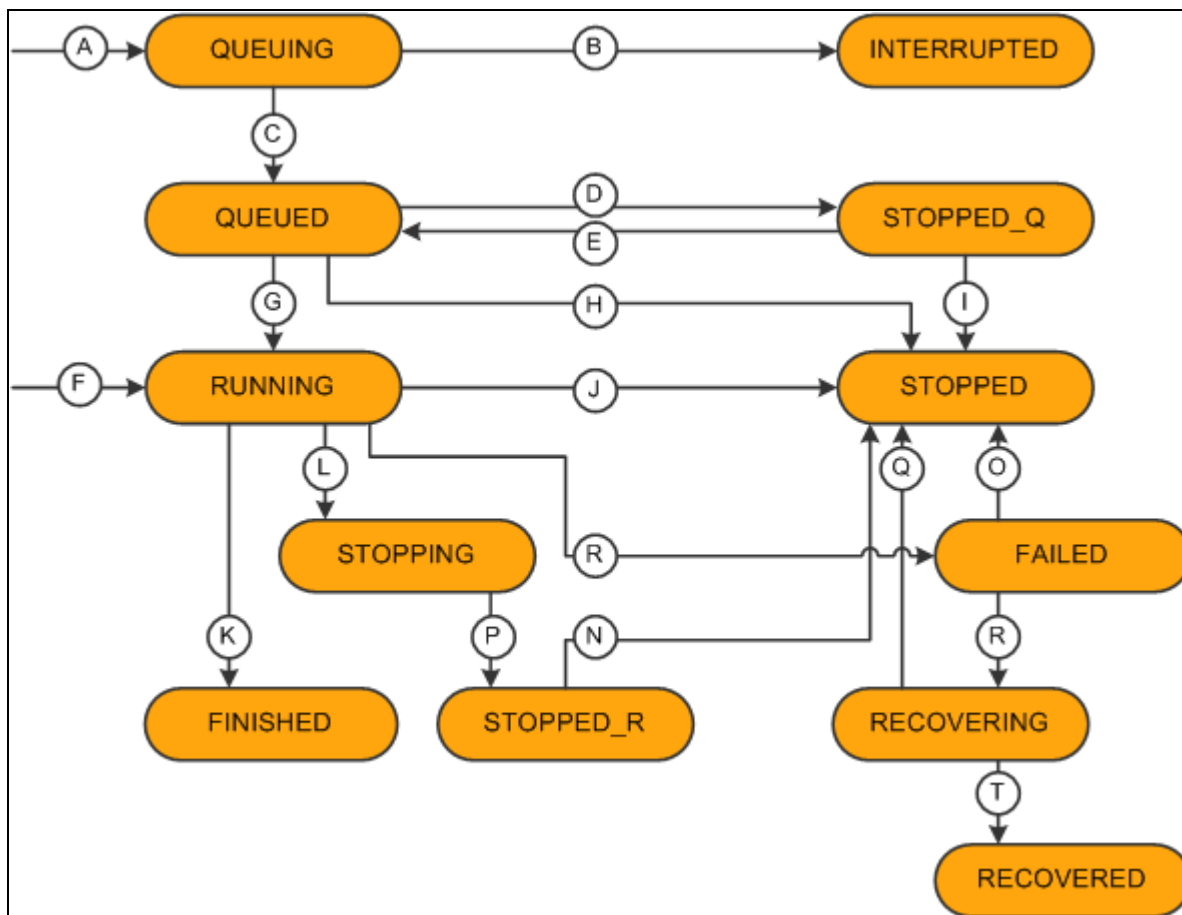 A
QUEUING
B
INTERRUPTED
C
QUEUED
D
E
STOPPED_Q
G
H
I
F
RUNNING
J
STOPPED
L
Q
O
STOPPING
R
FAILED
K
P
N
R
FINISHED
STOPPED_R
RECOVERING
T
RECOVERED